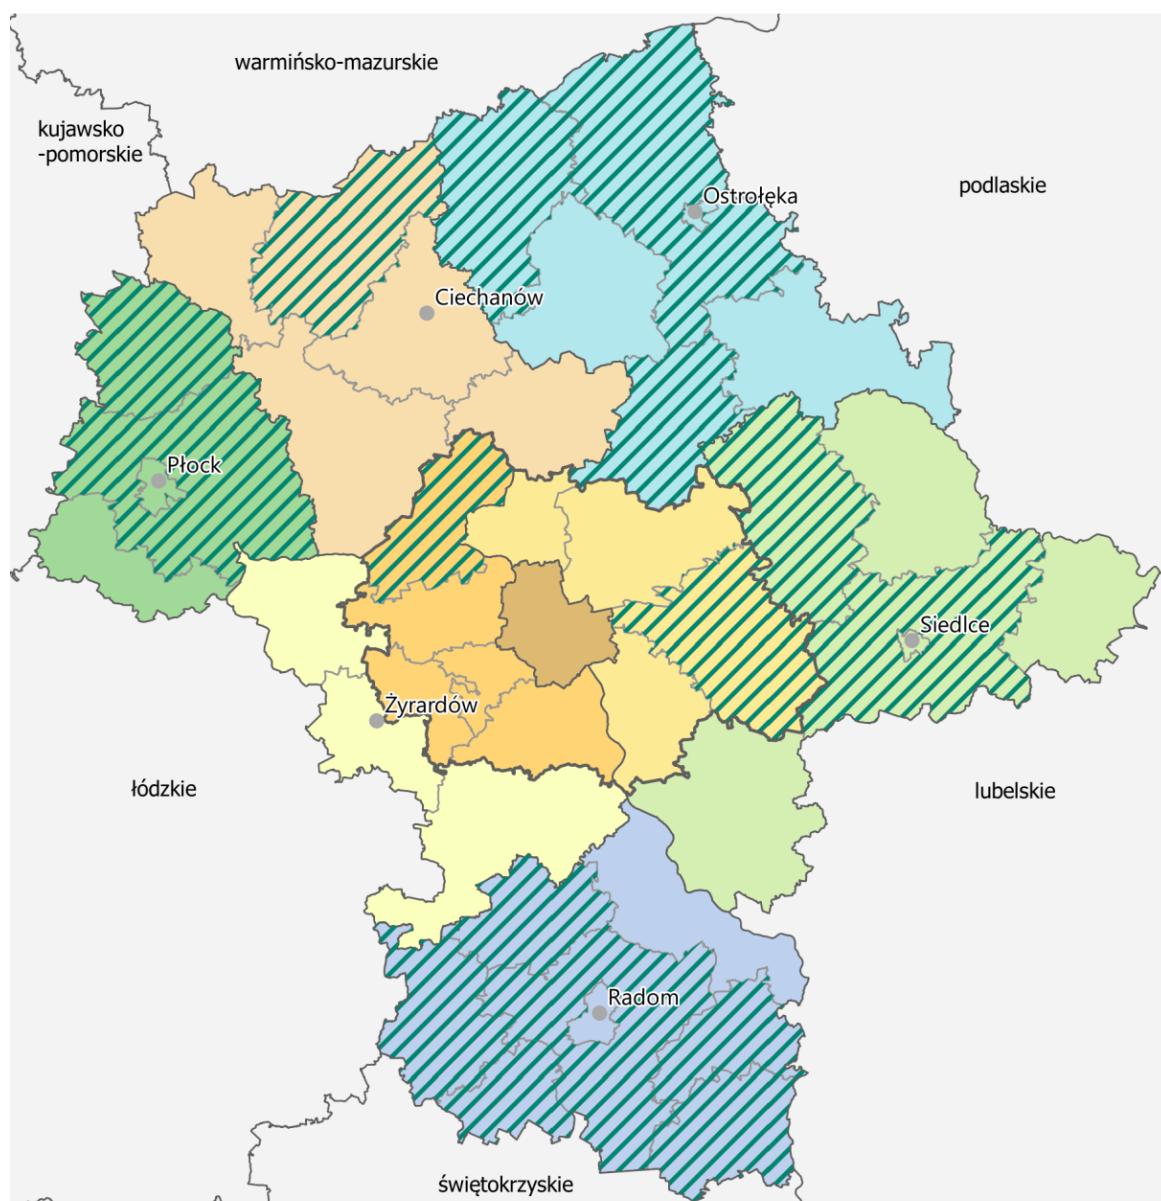 warmińsko-mazurskie
kujawsko
-pomorskie
podlaskie
Ostrołęka
Ciechanów
Płock
Siedlce
Żyrardów
łódzkie
lubelskie
Radom
świętokrzyskie